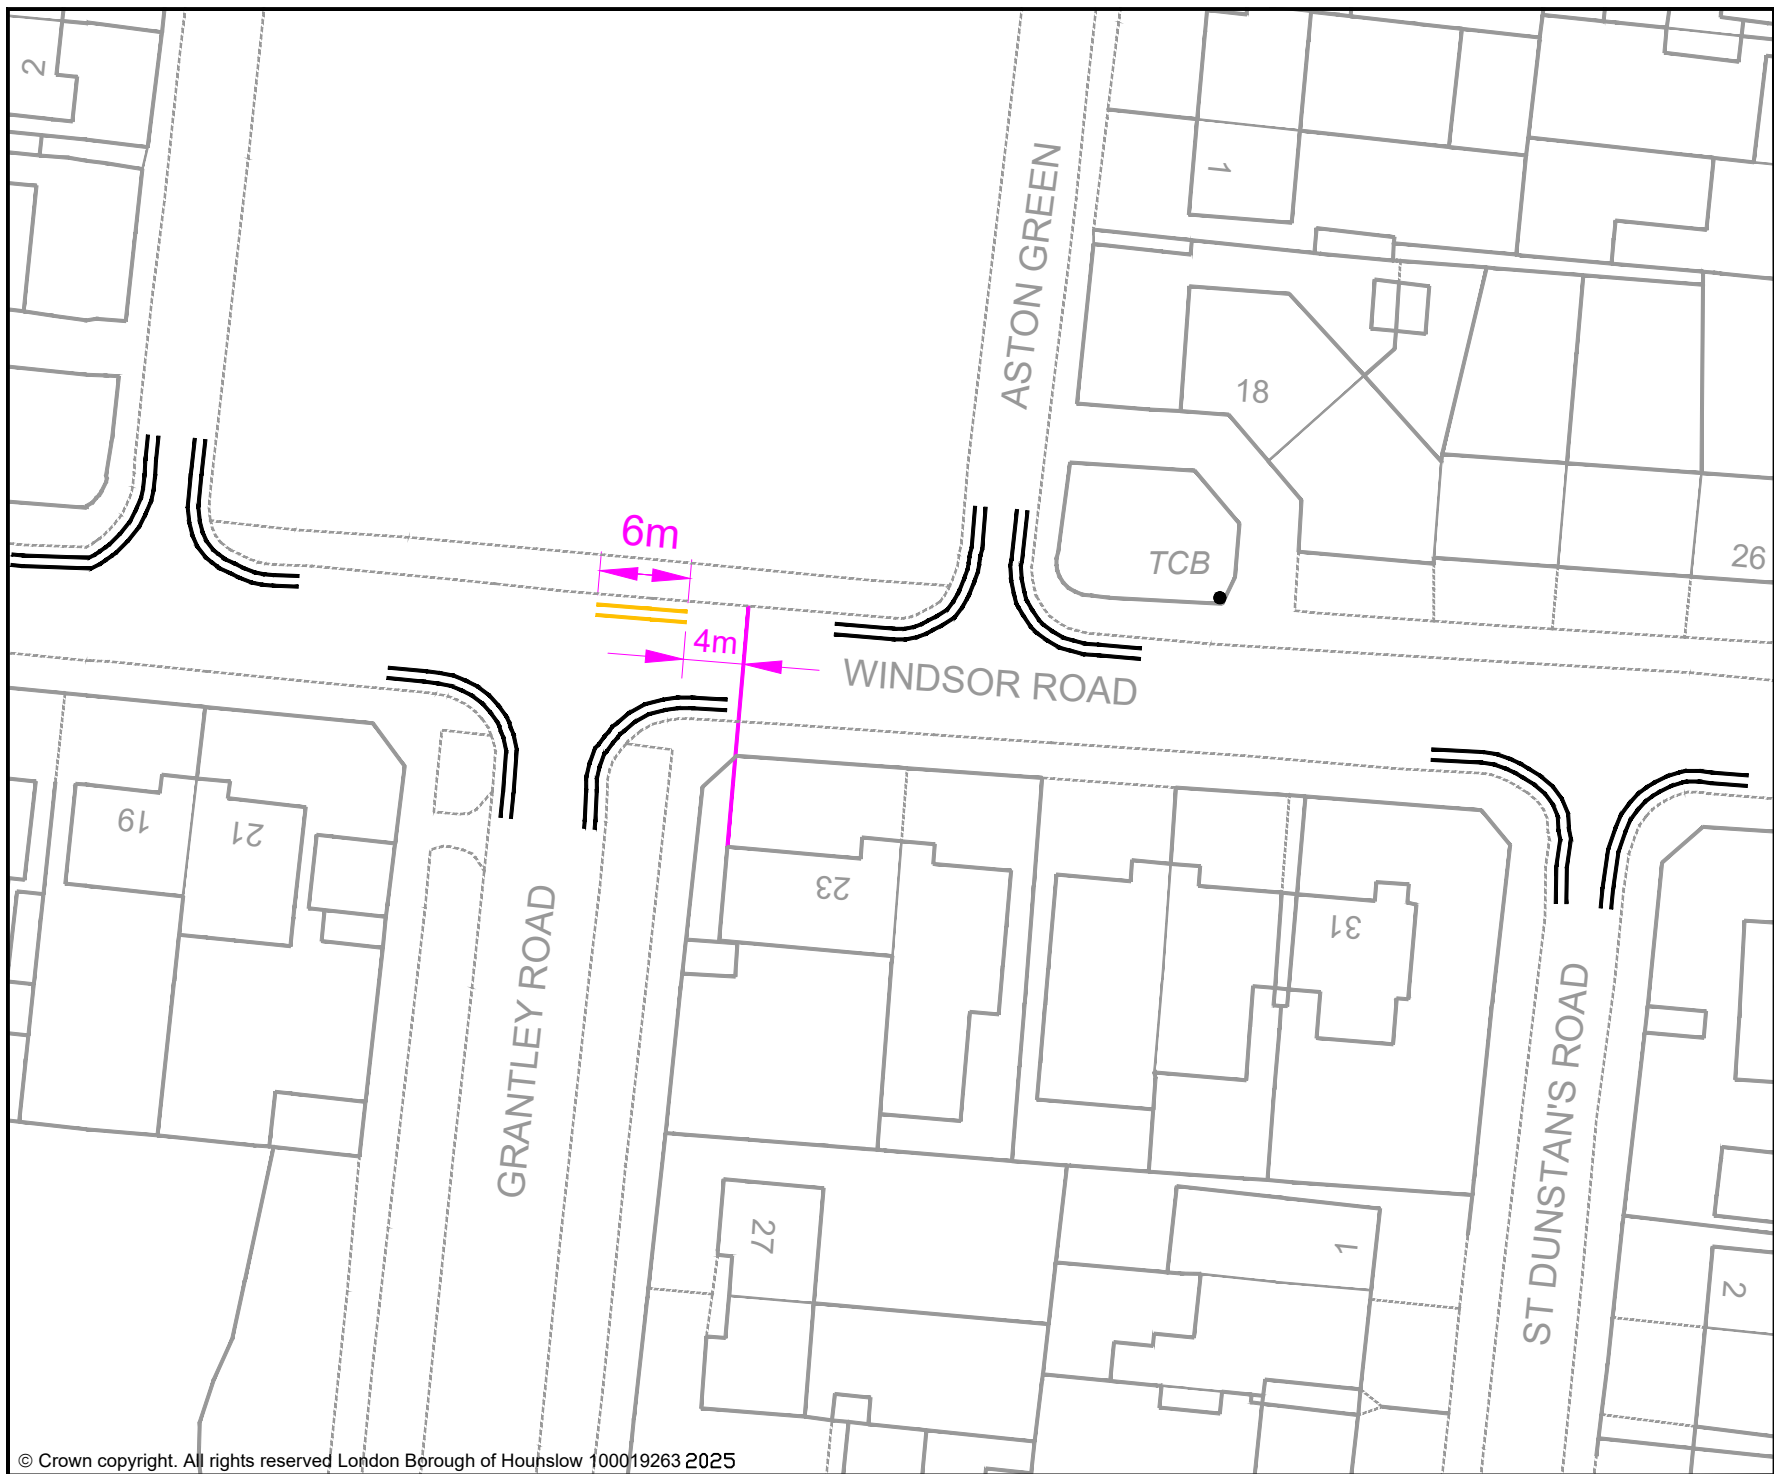 2
1
ASTON GREEN
18
6m
TCB
26
4m
WINDSOR ROAD
19
21
23
31
GRANTLEY ROAD
ST DUNSTAN'S ROAD
27
1
2
© Crown copyright. All rights reserved London Borough of Hounslow 100019263 2025